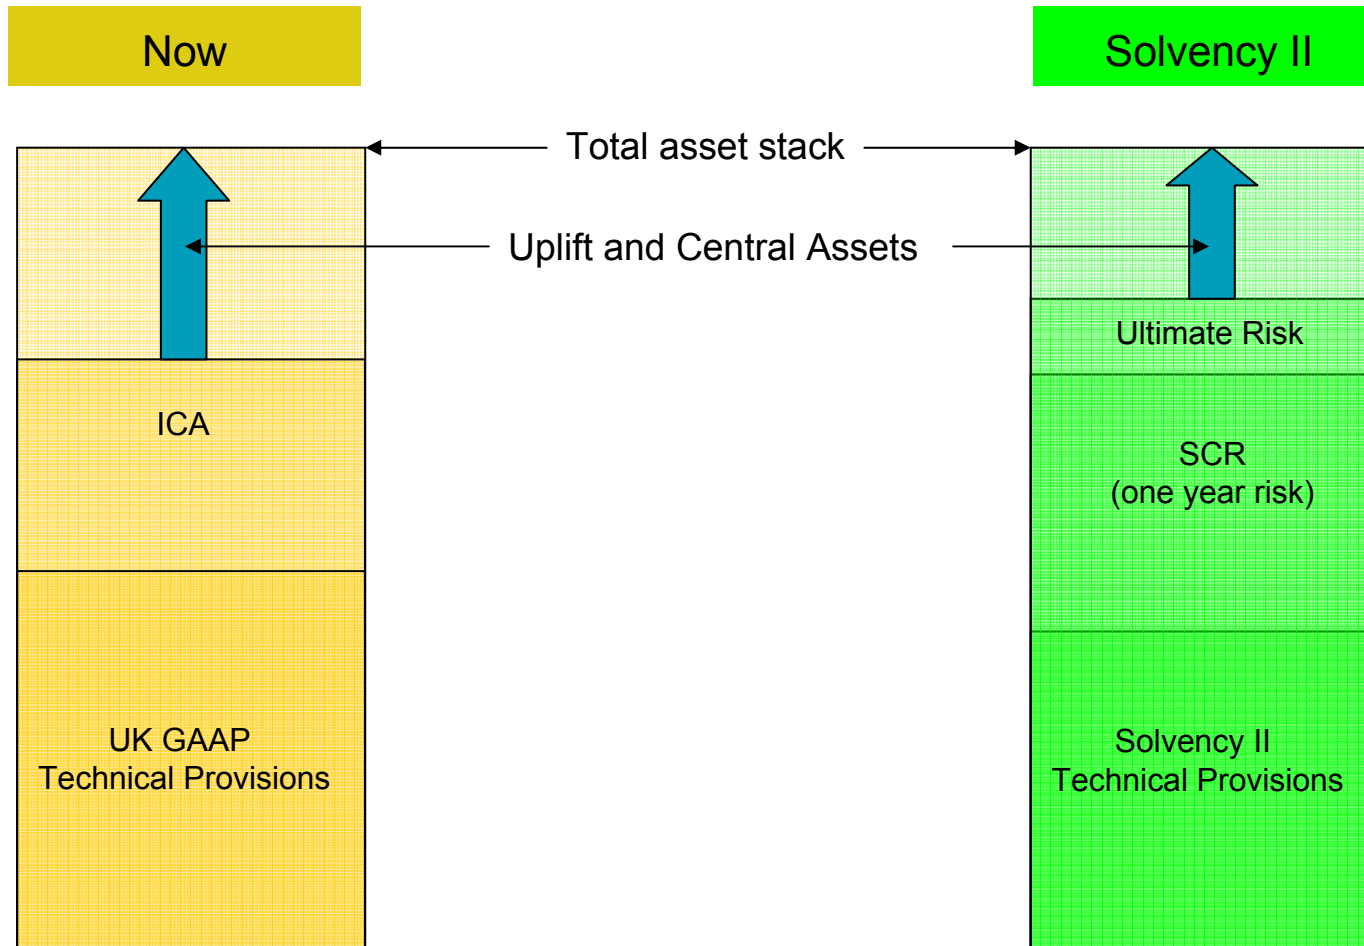 Now
Solvency II
Total asset stack
Uplift and Central Assets
Ultimate Risk
ICA
SCR
(one year risk)
UK GAAP
Technical Provisions
Solvency II
Technical Provisions